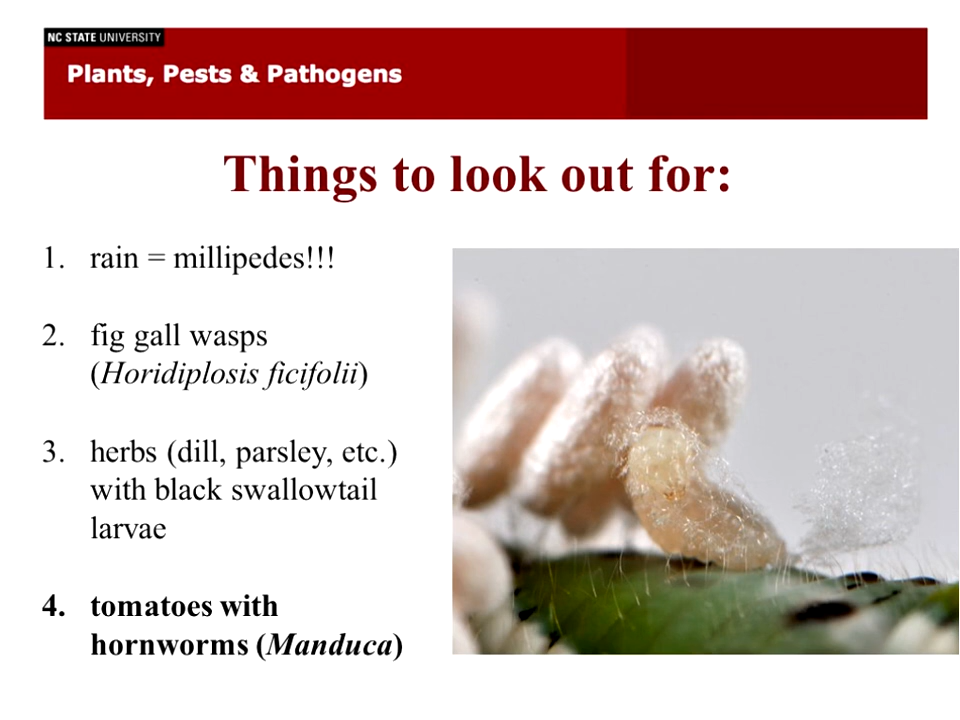 NC STATE UNIVERSITY
Plants, Pests & Pathogens
Things to look out for:
1. rain = millipedes!!!
2. fig gall wasps
(Horidiplosis ficifolii)
3. herbs (dill, parsley, etc.)
with black swallowtail
larvae
4. tomatoes with
hornworms (Manduca)